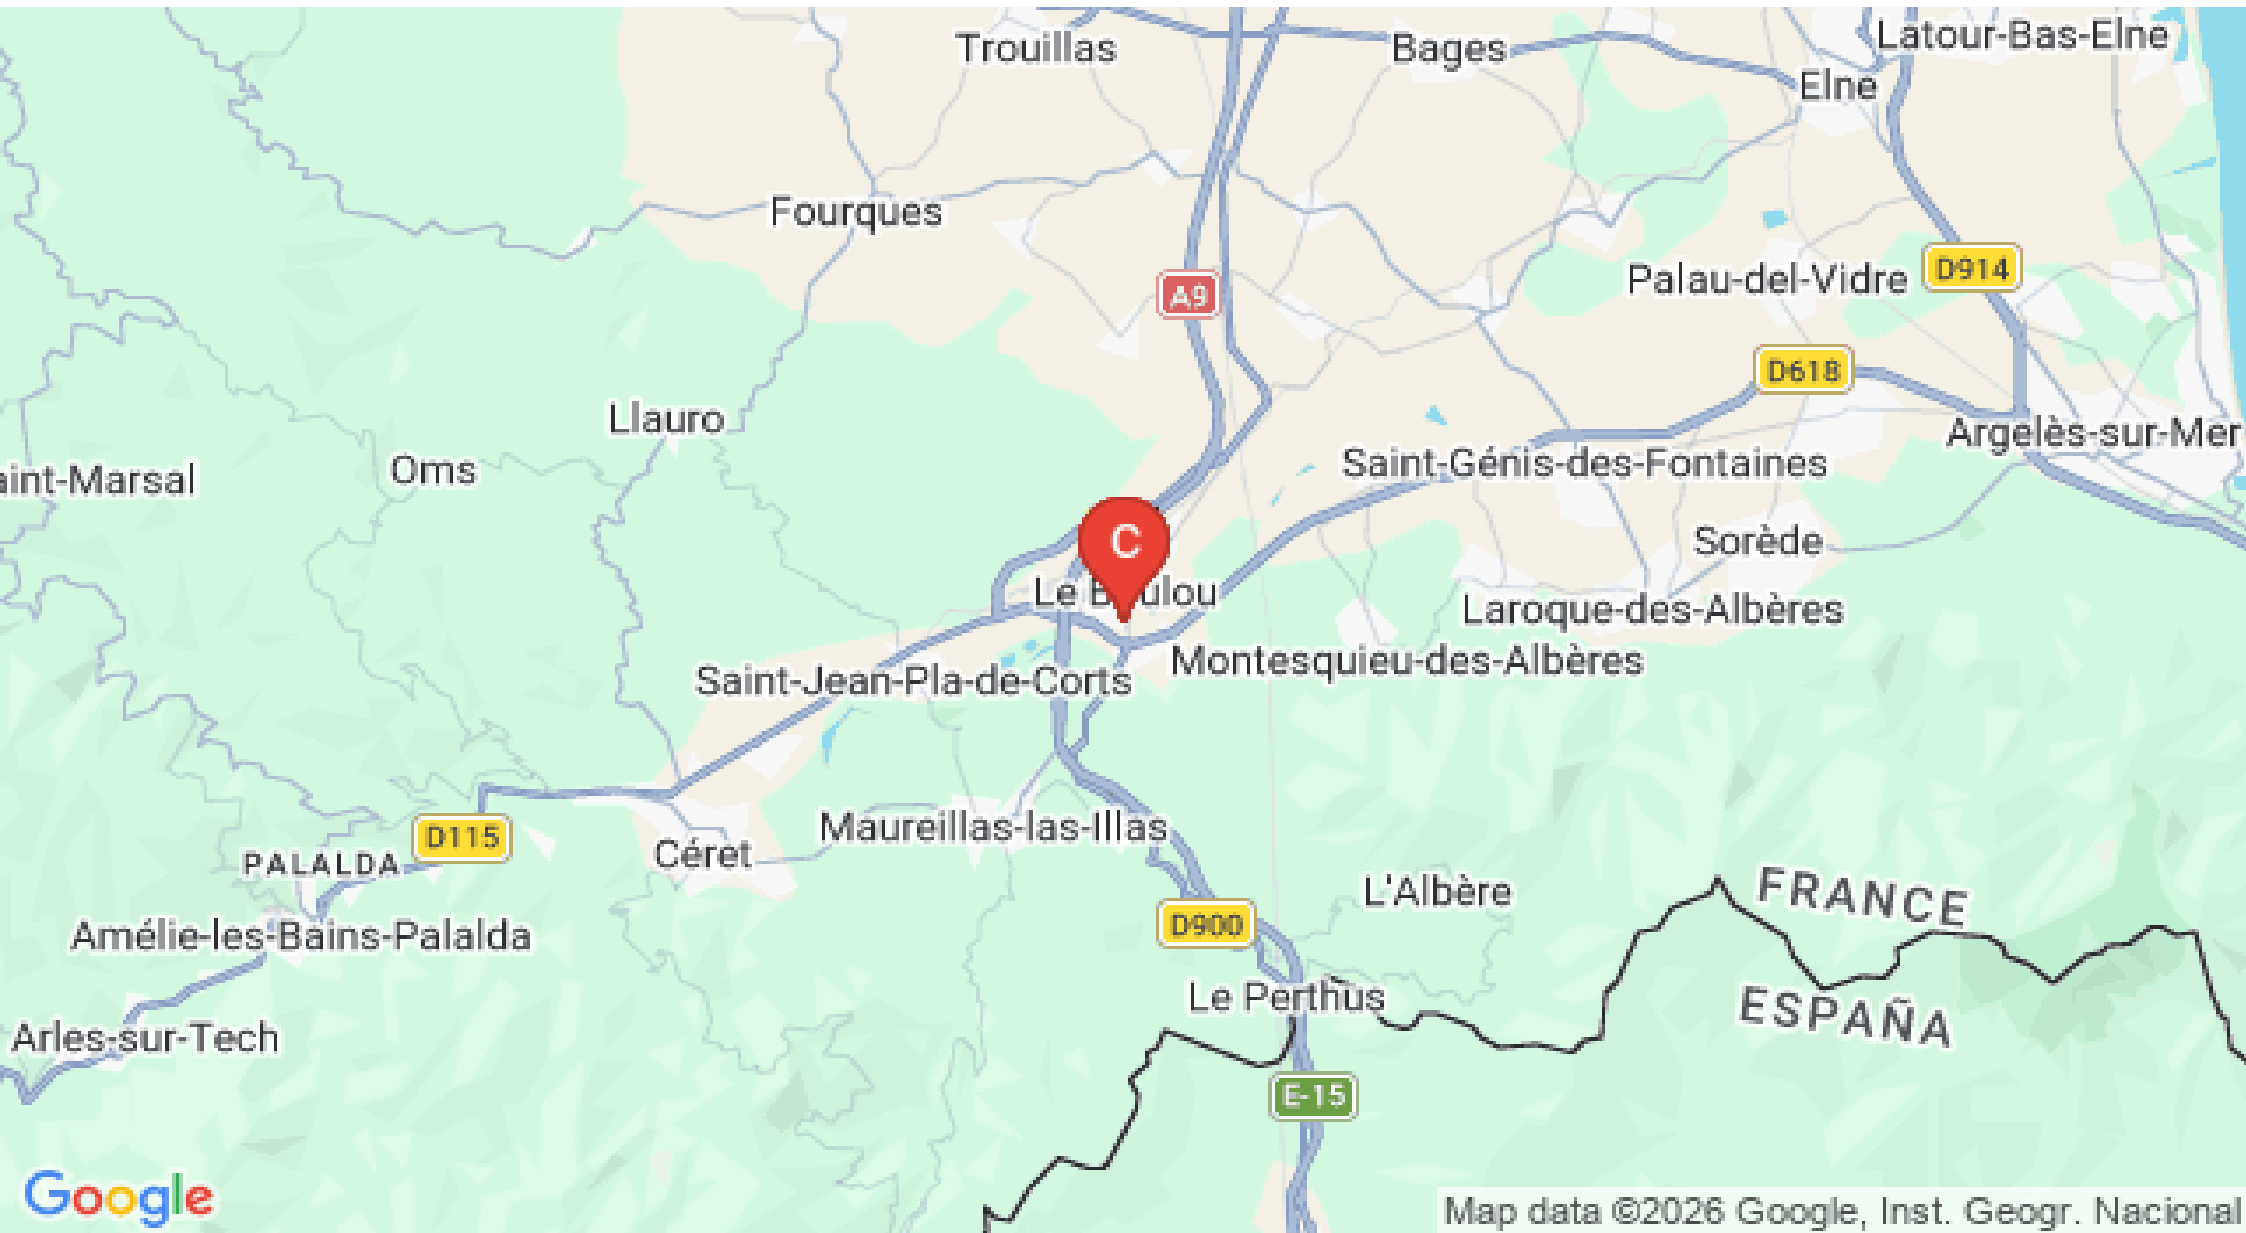 Trouillas
Bages
Latour-Bas-Elne
Elne
Fourques
A9
Palau-del-Vidre
D914
D618
Llauro
Argelès-sur-Mer
Oms
Saint-Génis-des-Fontaines
aint-Marsal
C
Sorède
Le Boulou
Laroque-des-Albères
Montesquieu-des-Albères
Saint-Jean-Pla-de-Corts
Maureillas-las-Illas
D115
Céret
PALALDA
L'Albère
FRANCE
D900
Amélie-les-Bains-Palalda
Le Perthus
ESPAÑA
Arles-sur-Tech
E-15
Google
Map data ©2026 Google, Inst. Geogr. Nacional